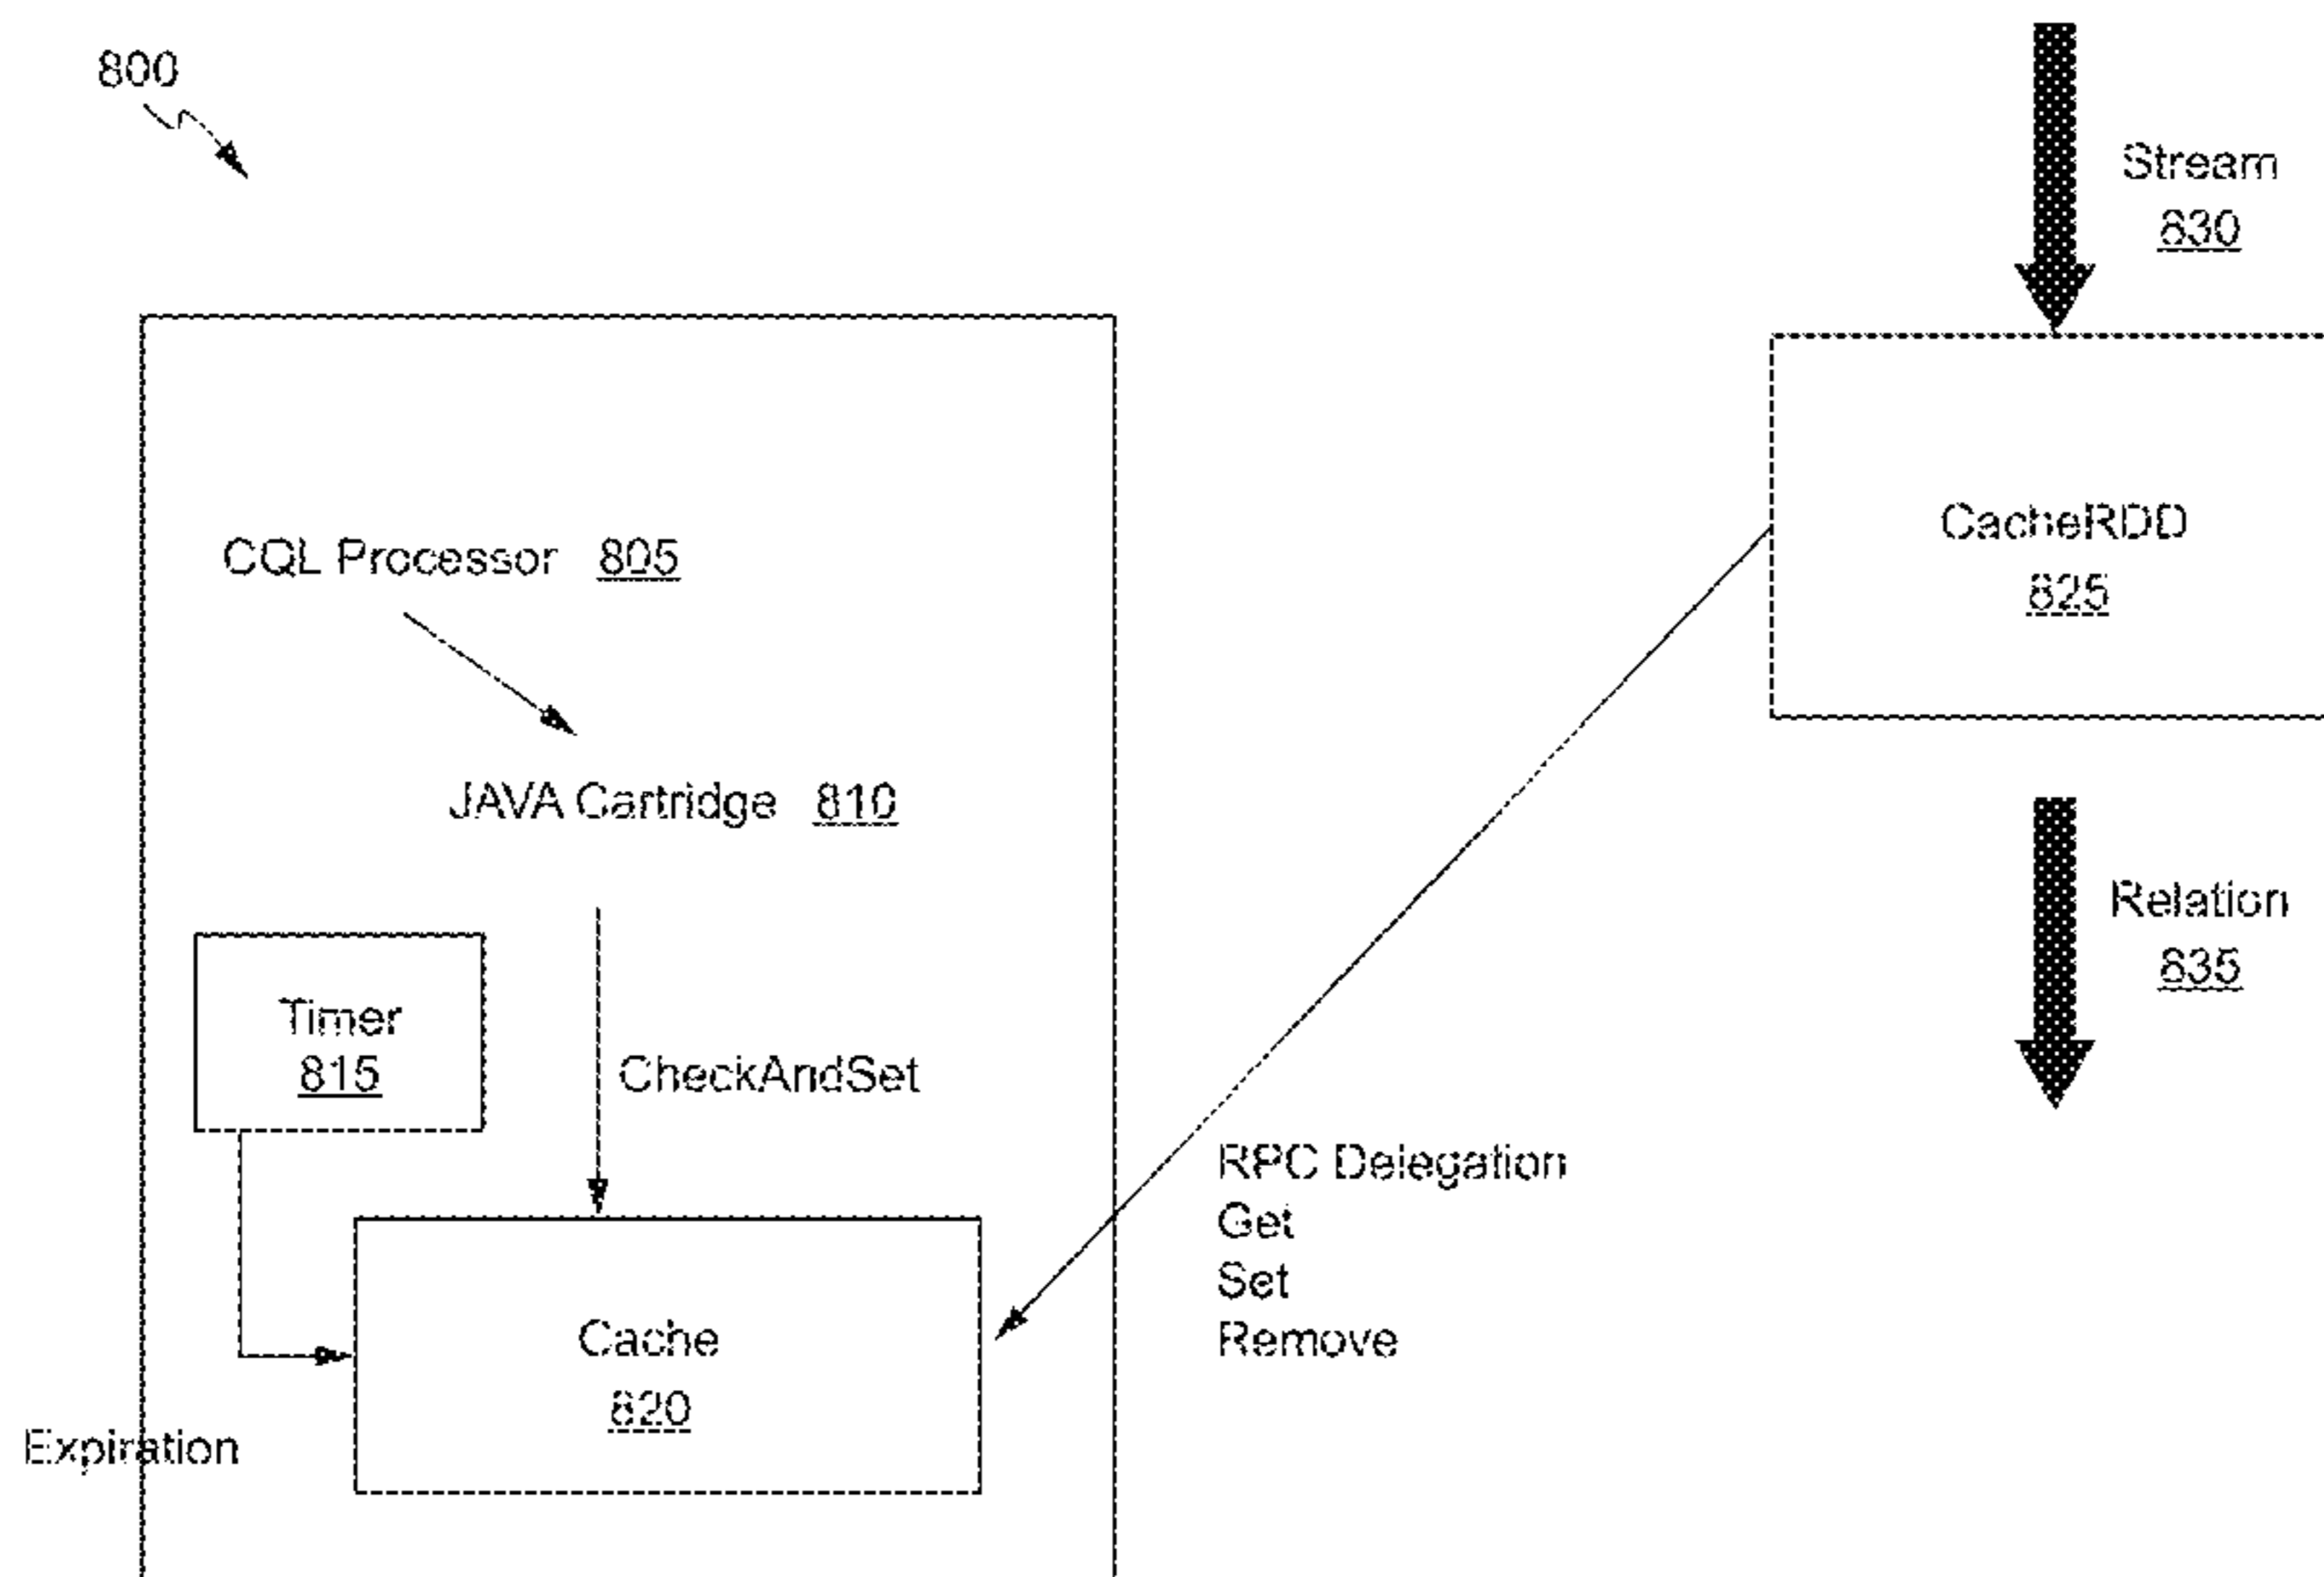 800
Stream
830
CacheRDD
825
CQL Processor 805
JAVA Cartridge 810
Relation
835
Timer
815
CheckAndSet
RPC Delegation
Get
Set
Remove
Cache
820
Expiration